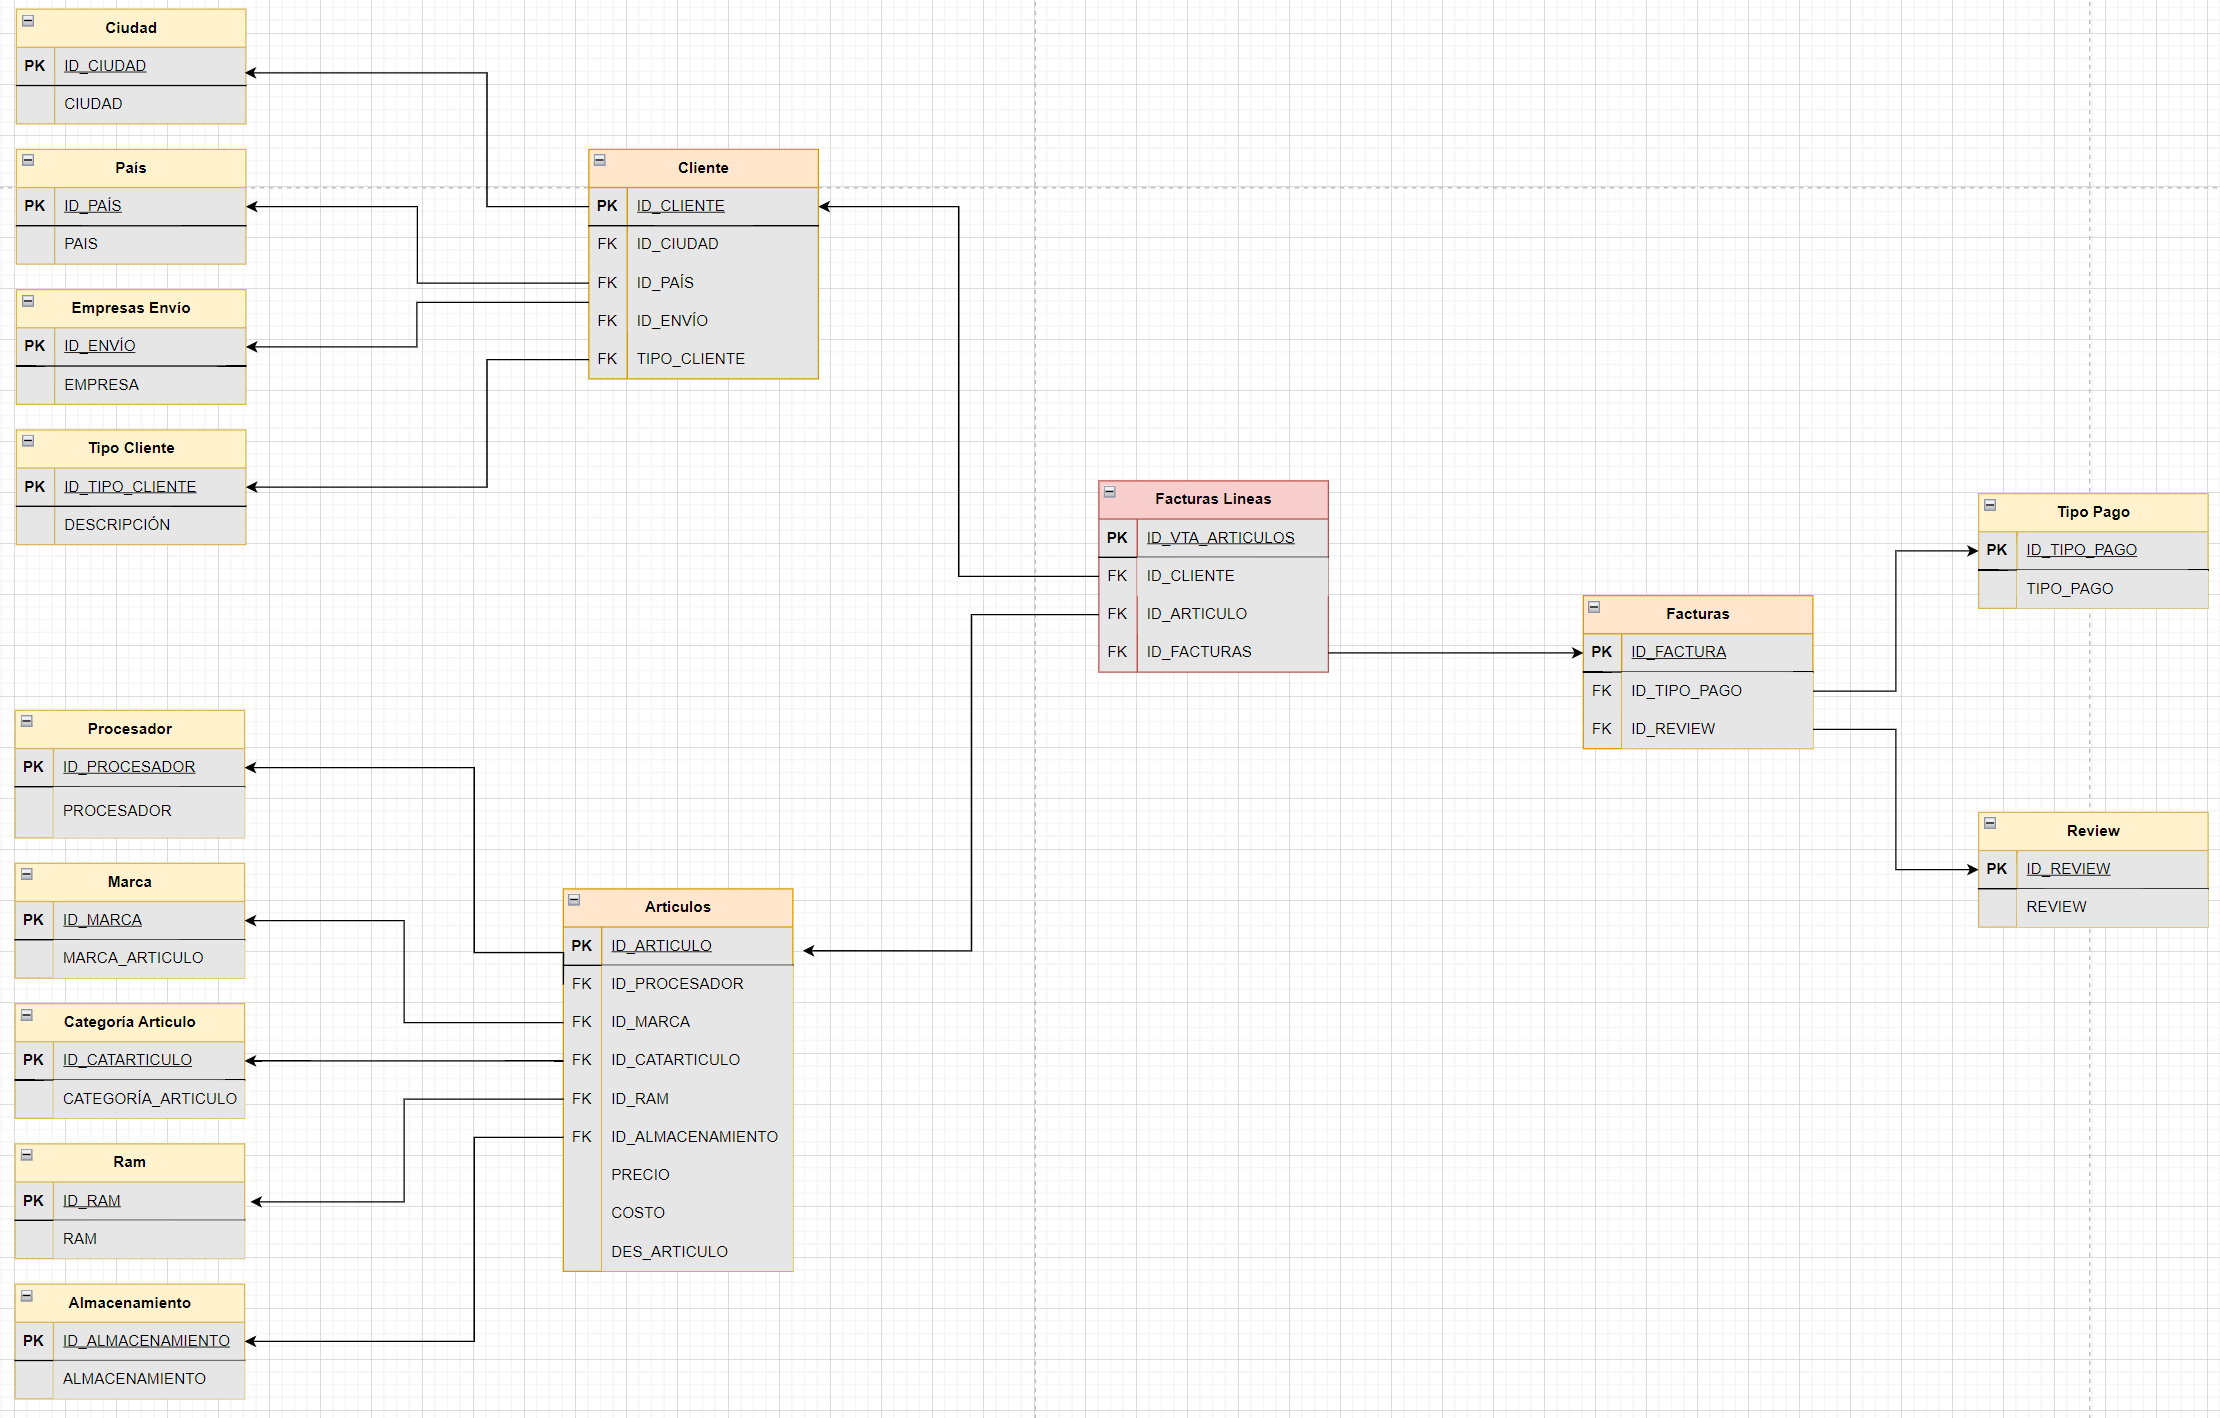 Ciudad
PK ID_CIUDAD
CIUDAD
País
PK ID_PAÍS
PAIS
Empresas Envío
PK ID_ENVÍO
EMPRESA
Tipo Cliente
PK ID_TIPO_CLIENTE
DESCRIPCIÓN
Cliente
PK ID_CLIENTE
FK ID_CIUDAD
FK ID_PAÍS
FK ID_ENVÍO
FK TIPO_CLIENTE
Facturas Lineas
PK ID_VTA_ARTICULOS
FK ID_CLIENTE
FK ID_ARTICULO
FK ID_FACTURAS
Facturas
PK ID_FACTURA
FK ID_TIPO_PAGO
FK ID_REVIEW
Tipo Pago
PK ID_TIPO_PAGO
TIPO_PAGO
Review
PK ID_REVIEW
REVIEW
Procesador
PK ID_PROCESADOR
PROCESADOR
Marca
PK ID_MARCA
MARCA_ARTICULO
Categoría Articulo
PK ID_CATARTICULO
CATEGORÍA_ARTICULO
Ram
PK ID_RAM
RAM
Almacenamiento
PK ID_ALMACENAMIENTO
ALMACENAMIENTO
Articulos
PK ID_ARTICULO
FK ID_PROCESADOR
FK ID_MARCA
FK ID_CATARTICULO
FK ID_RAM
FK ID_ALMACENAMIENTO
PRECIO
COSTO
DES_ARTICULO